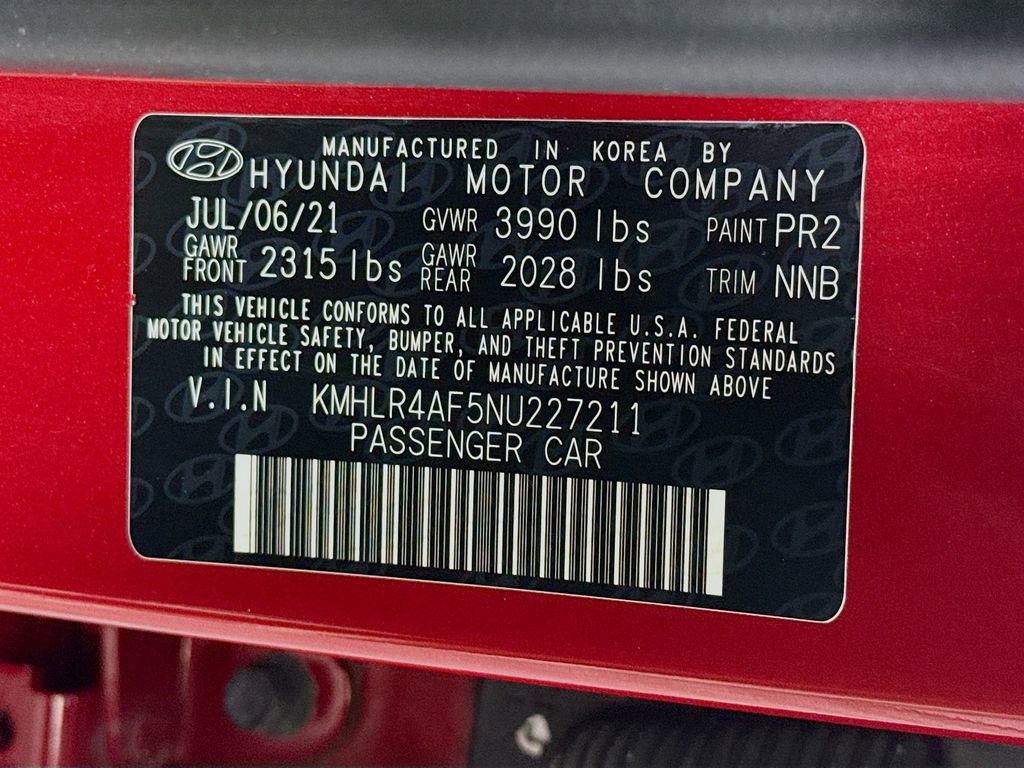 MANUFACTURED IN KOREA BY
HYUNDAI MOTOR COMPANY
JUL/06/21 GVWR 3990 lbs PAINT PR2
GAWR FRONT 2315 lbs GAWR REAR 2028 lbs TRIM NNB
THIS VEHICLE CONFORMS TO ALL APPLICABLE U.S.A. FEDERAL
MOTOR VEHICLE SAFETY, BUMPER, AND THEFT PREVENTION STANDARDS
IN EFFECT ON THE DATE OF MANUFACTURE SHOWN ABOVE
V.I.N KMHLR4AF5NU227211
PASSENGER CAR